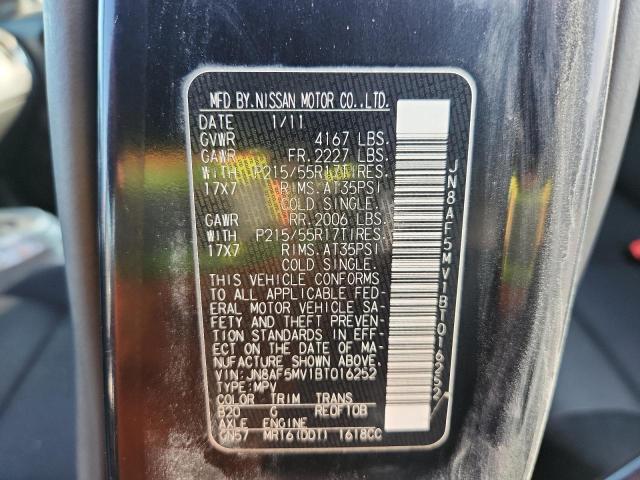 MFD BY.NISSAN MOTOR CO.,LTD.
DATE 1/11
GVWR 4167 LBS.
GAWR FR.2227 LBS.
WITH P215/55R17TIRES.
17X7 RIMS.AT35PSI
COLD SINGLE.
GAWR RR.2006 LBS.
WITH P215/55R17TIRES.
17X7 RIMS.AT35PSI
COLD SINGLE.
THIS VEHICLE CONFORMS
TO ALL APPLICABLE FED-
ERAL MOTOR VEHICLE SA-
FETY AND THEFT PREVEN-
TION STANDARDS IN EFF-
ECT ON THE DATE OF MA-
NUFACTURE SHOWN ABOVE.
VIN:JN8AF5MV1BT016252
TYPE:MPV
COLOR TRIM TRANS
B20 G RE0F10B
AXLE ENGINE
GN57 MR16(DDT) 1618CC
JN8AF5MV1BT016252